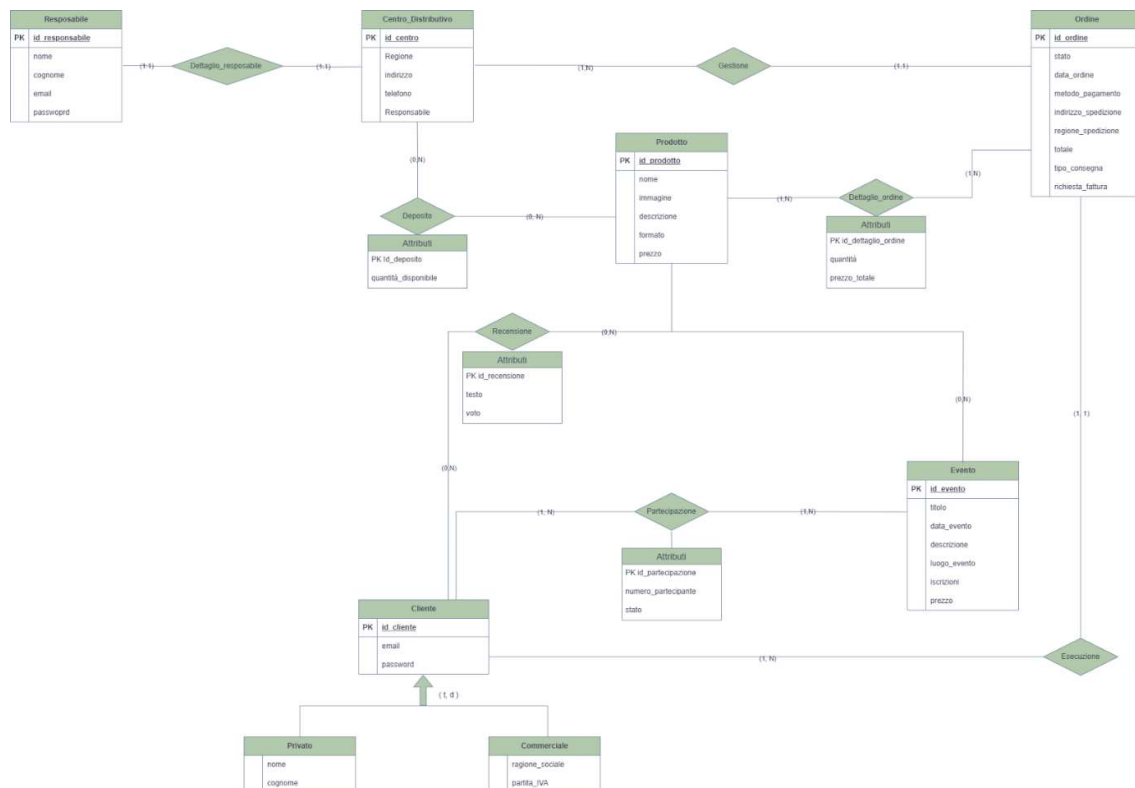 Resposabile
PK id_responsabile
nome
cognome
email
passwoprd
(1-1)
Dettaglio_resposabile
(1-1)
Centro_Distributivo
PK id_centro
Regione
indirizzo
telefono
Responsabile
(1,N)
Gestione
(1,1)
Ordine
PK id_ordine
stato
data_ordine
metodo_pagamento
indirizzo_spedizione
regione_spedizione
totale
tipo_consegna
richiesta_fattura
(0,N)
Deposito
Attributi
PK Id_deposito
quantità_disponibile
(0, N)
Prodotto
PK id_prodotto
nome
immagine
descrizione
formato
prezzo
(1,N)
Dettaglio_ordine
(1,N)
Attributi
PK id_dettaglio_ordine
quantità
prezzo_totale
Recensione
(0,N)
Attributi
PK id_recensione
testo
voto
(0,N)
(0,N)
(1, 1)
Evento
PK id_evento
titolo
data_evento
descrizione
luogo_evento
iscrizioni
prezzo
(1, N)
Partecipazione
(1,N)
Attributi
PK id_partecipazione
numero_partecipante
stato
Cliente
PK id_cliente
email
password
(1, N)
Esecuzione
( t, d )
Privato
nome
cognome
Commerciale
ragione_sociale
partita_IVA